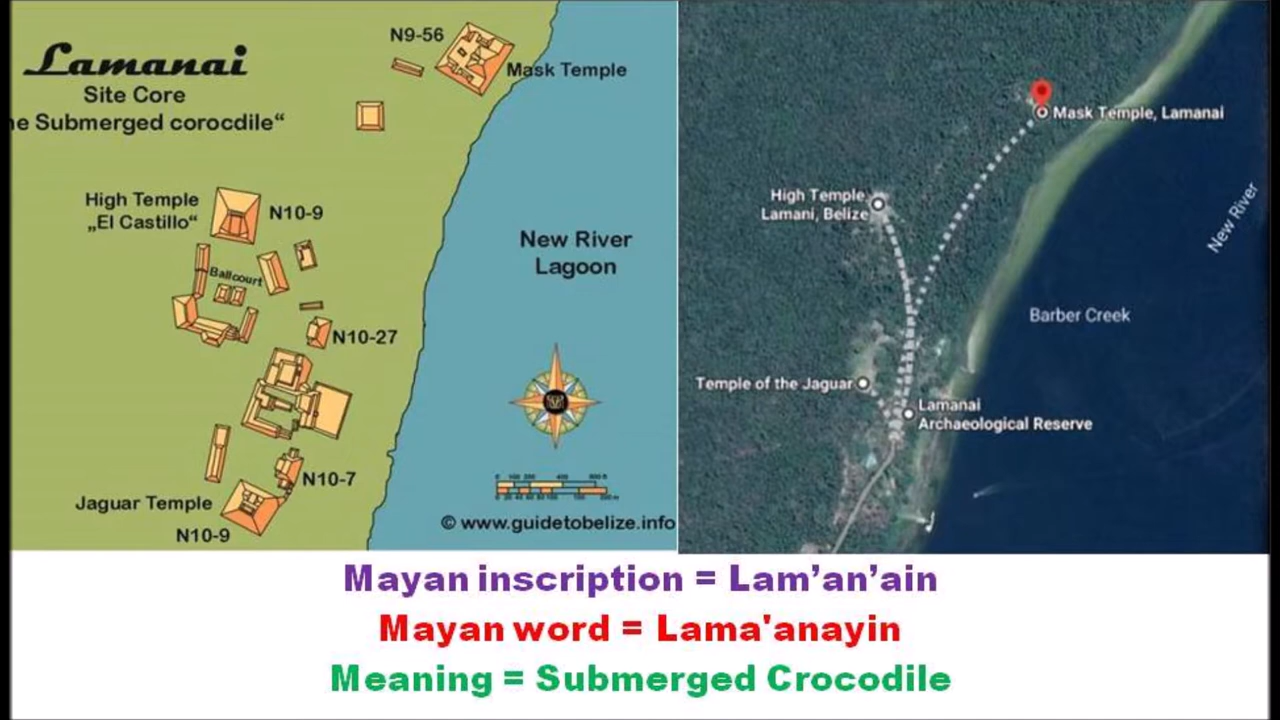 Lamanai
Site Core
e Submerged corocdile“
N9-56
Mask Temple
High Temple
„El Castillo“
N10-9
Ballcourt
N10-27
New River
Lagoon
N10-7
Jaguar Temple
N10-9
© www.guidetobelize.info
Mask Temple, Lamanai
High Temple
Lamani, Belize
New River
Barber Creek
Temple of the Jaguar
Lamanai
Archaeological Reserve
Mayan inscription = Lam’an’ain
Mayan word = Lama'anayin
Meaning = Submerged Crocodile